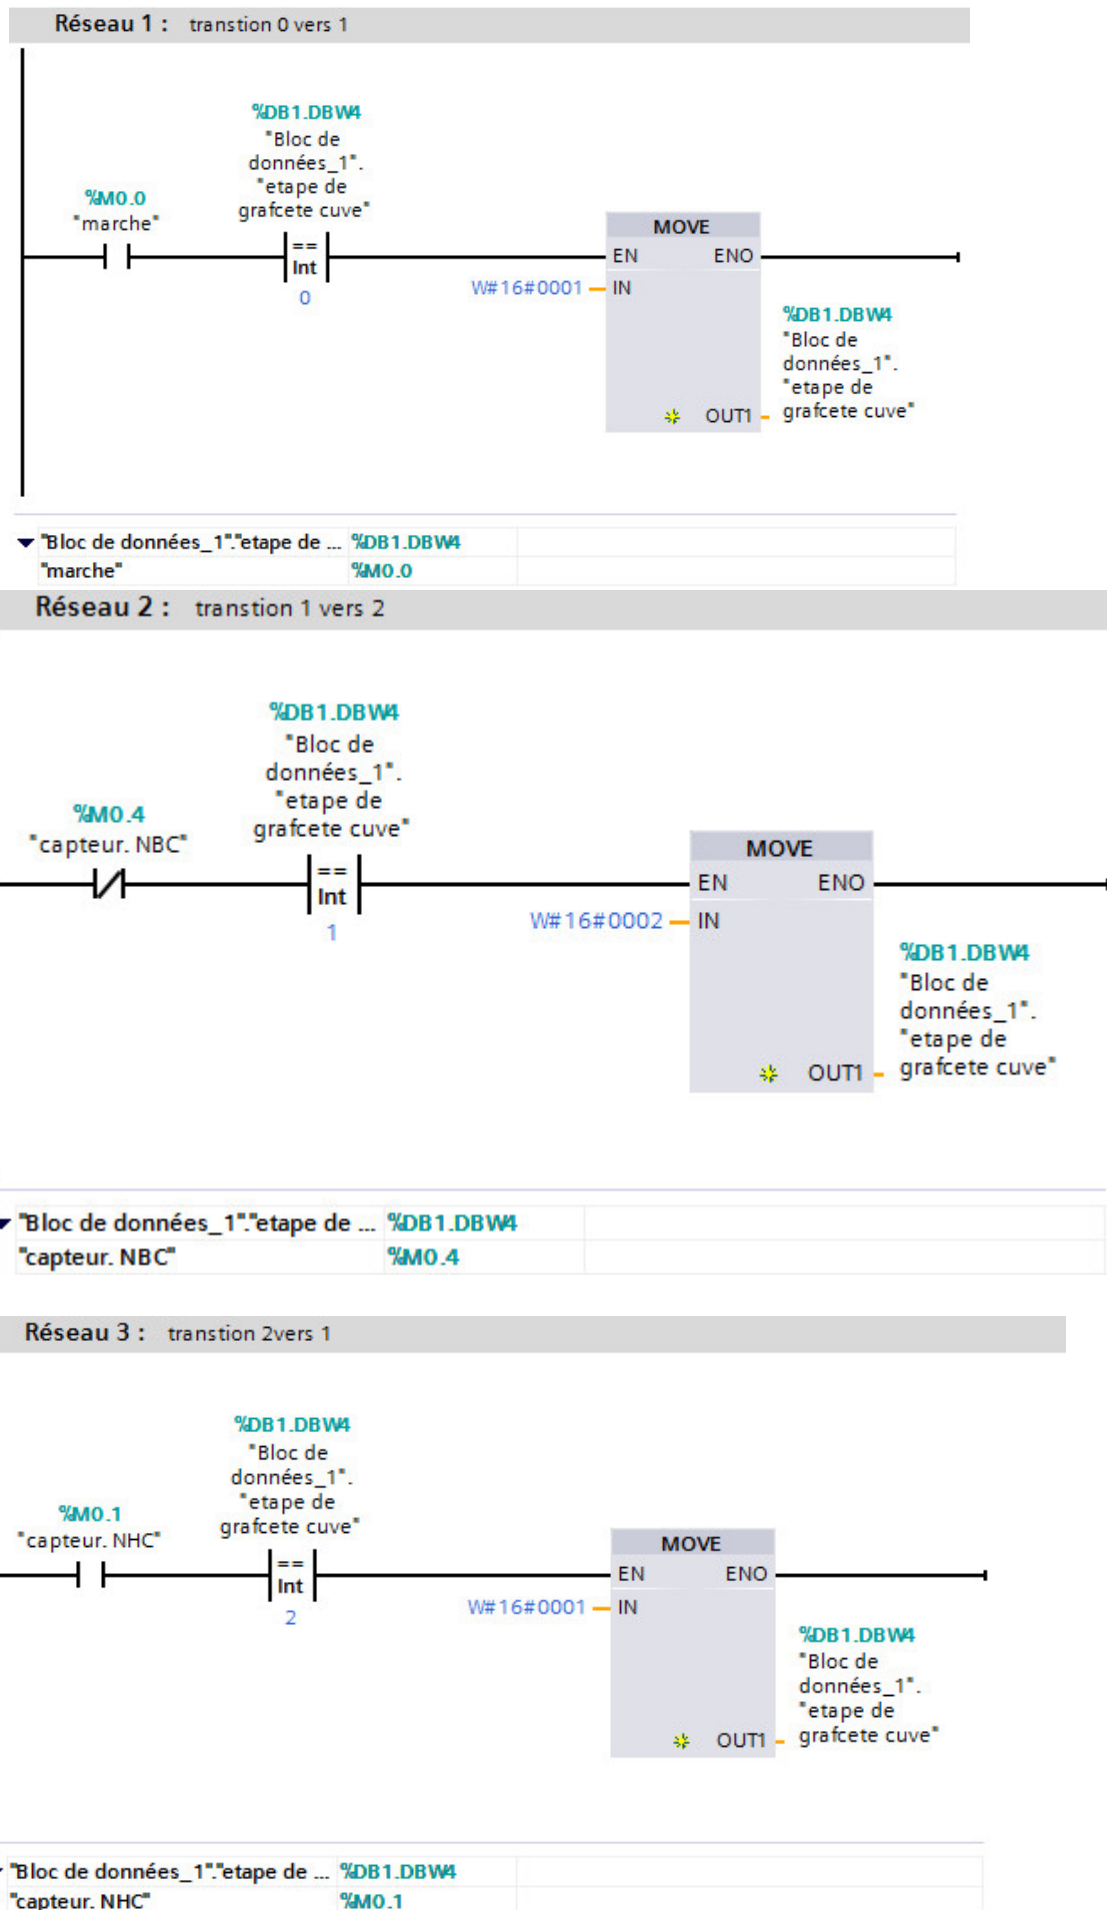 Réseau 1 : transtion 0 vers 1
%DB1.DBW4
"Bloc de
données_1".
"etape de
grafcete cuve"
%M0.0
"marche"
==
Int
0
MOVE
EN ENO
W#16#0001 IN
%DB1.DBW4
"Bloc de
données_1".
"etape de
OUT1 grafcete cuve"
"Bloc de données_1"."etape de ... %DB1.DBW4
"marche" %M0.0
Réseau 2 : transtion 1 vers 2
%DB1.DBW4
"Bloc de
données_1".
"etape de
grafcete cuve"
%M0.4
"capteur. NBC"
==
Int
1
MOVE
EN ENO
W#16#0002 IN
%DB1.DBW4
"Bloc de
données_1".
"etape de
OUT1 grafcete cuve"
"Bloc de données_1"."etape de ... %DB1.DBW4
"capteur. NBC" %M0.4
Réseau 3 : transtion 2vers 1
%DB1.DBW4
"Bloc de
données_1".
"etape de
grafcete cuve"
%M0.1
"capteur. NHC"
==
Int
2
MOVE
EN ENO
W#16#0001 IN
%DB1.DBW4
"Bloc de
données_1".
"etape de
OUT1 grafcete cuve"
"Bloc de données_1"."etape de ... %DB1.DBW4
"capteur. NHC" %M0.1